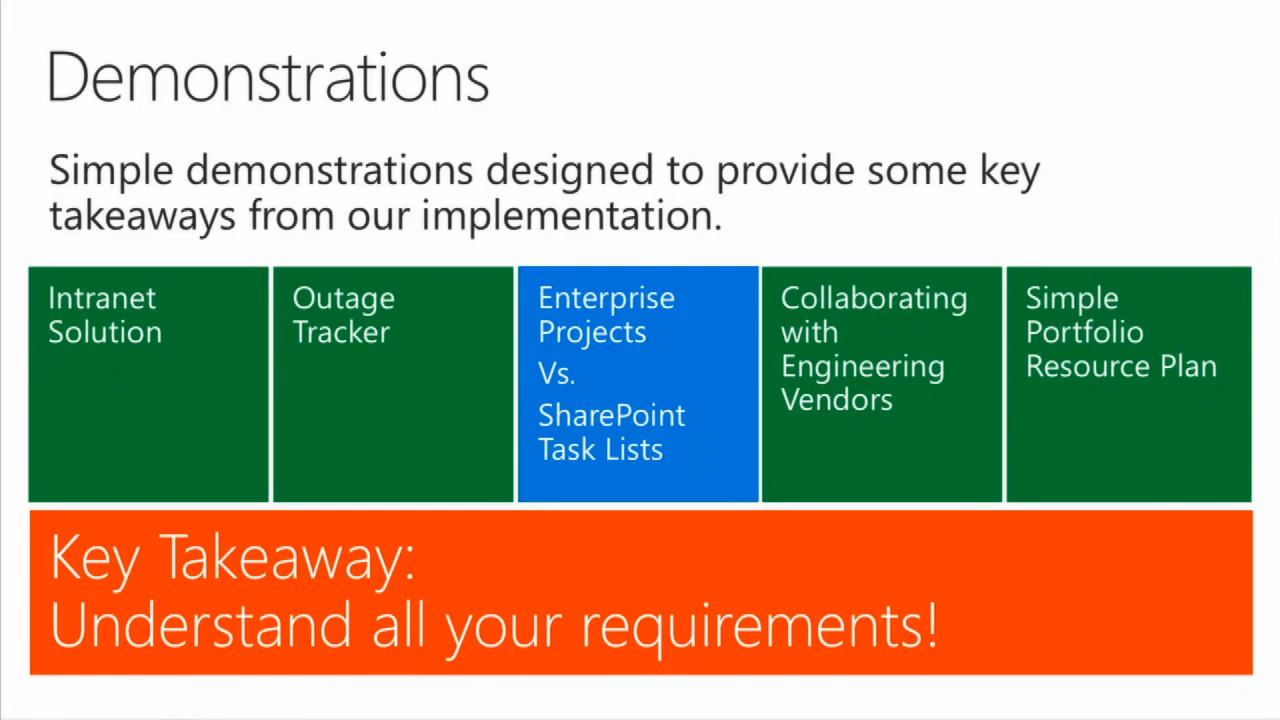 Demonstrations
Simple demonstrations designed to provide some key
takeaways from our implementation.
Intranet
Solution
Outage
Tracker
Enterprise
Projects
Vs.
SharePoint
Task Lists
Collaborating
with
Engineering
Vendors
Simple
Portfolio
Resource Plan
Key Takeaway:
Understand all your requirements!